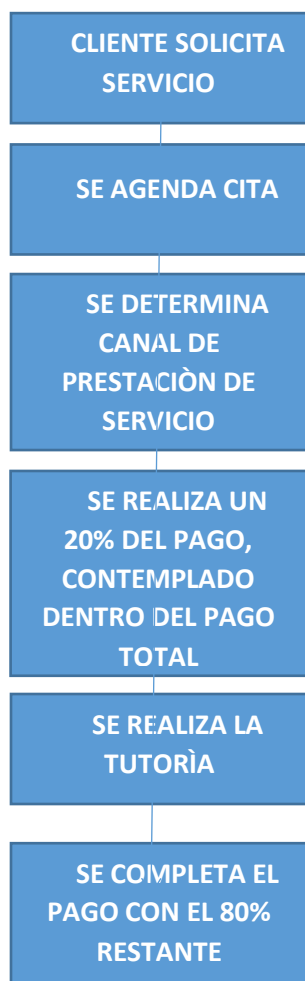 CLIENTE SOLICITA
SERVICIO
SE AGENDA CITA
SE DETERMINA
CANAL DE
PRESTACIÒN DE
SERVICIO
SE REALIZA UN
20% DEL PAGO,
CONTEMPLADO
DENTRO DEL PAGO
TOTAL
SE REALIZA LA
TUTORÌA
SE COMPLETA EL
PAGO CON EL 80%
RESTANTE